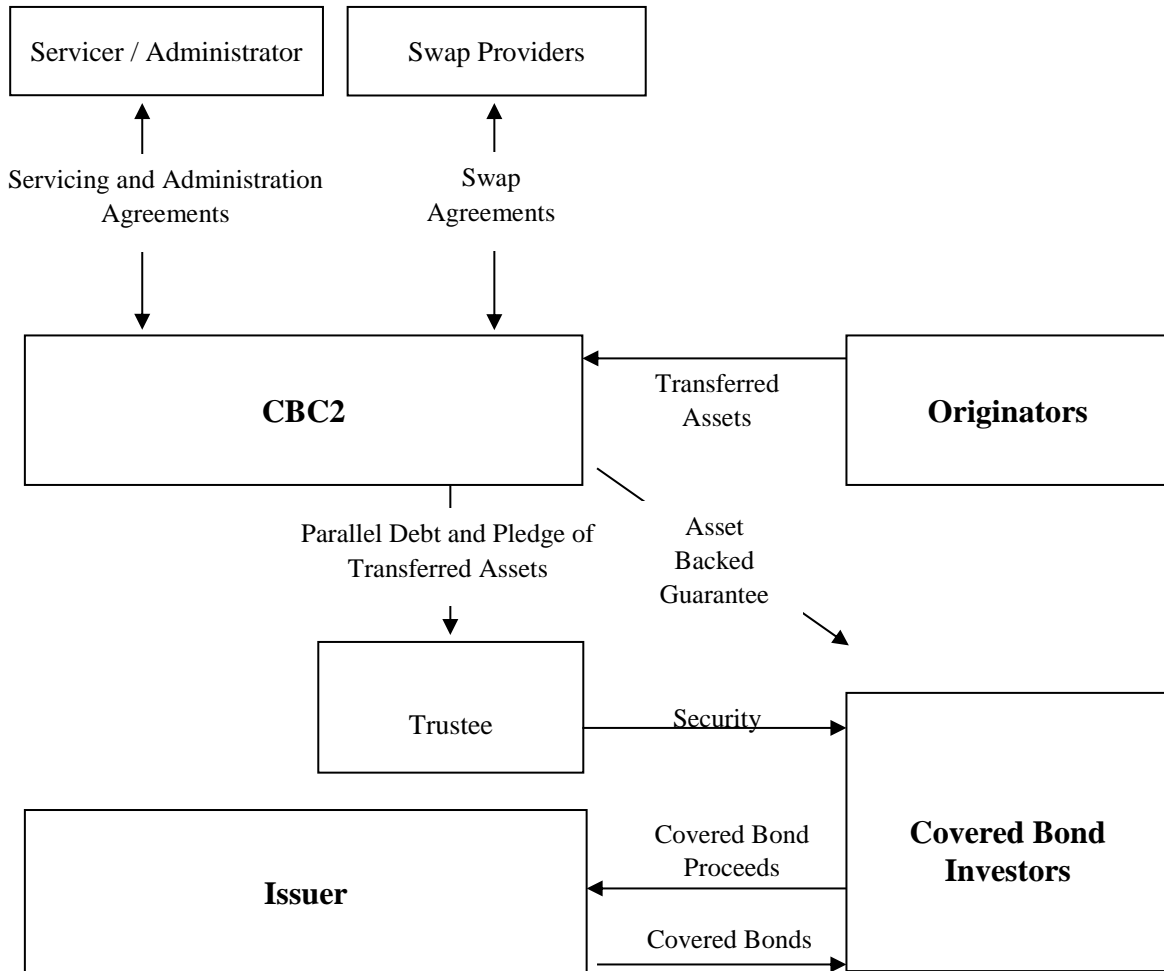 Servicer / Administrator
Swap Providers
Servicing and Administration
Agreements
Swap
Agreements
CBC2
Transferred
Assets
Originators
Parallel Debt and Pledge of
Transferred Assets
Asset
Backed
Guarantee
Trustee
Security
Covered Bond
Investors
Covered Bond
Proceeds
Issuer
Covered Bonds